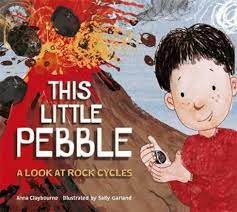 THIS
LITTLE
PEBBLE
A LOOK AT ROCK CYCLES
Anna Claybourne Illustrated by Sally Garland